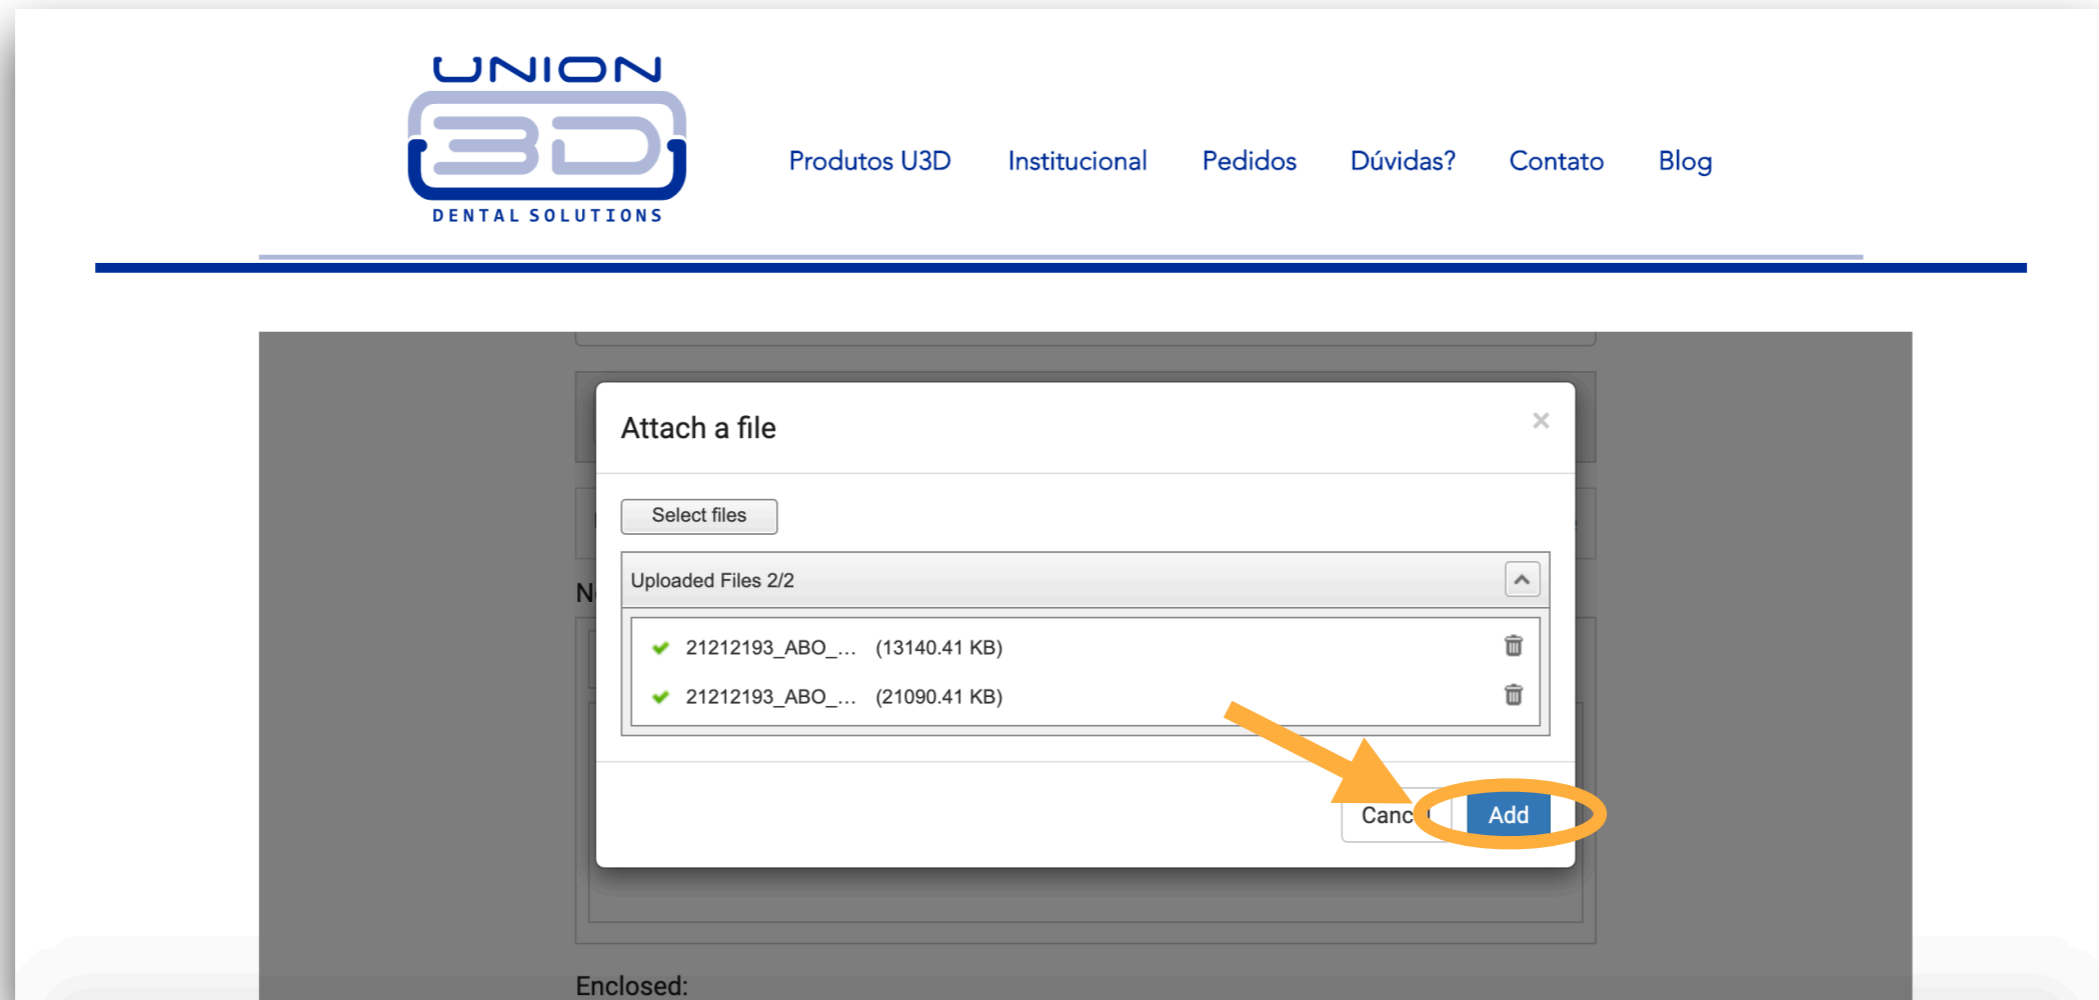 UNION
3D
DENTAL SOLUTIONS
Produtos U3D Institucional Pedidos Dúvidas? Contato Blog
Attach a file
Select files
Uploaded Files 2/2
21212193_ABO_... (13140.41 KB)
21212193_ABO_... (21090.41 KB)
Add
Enclosed: